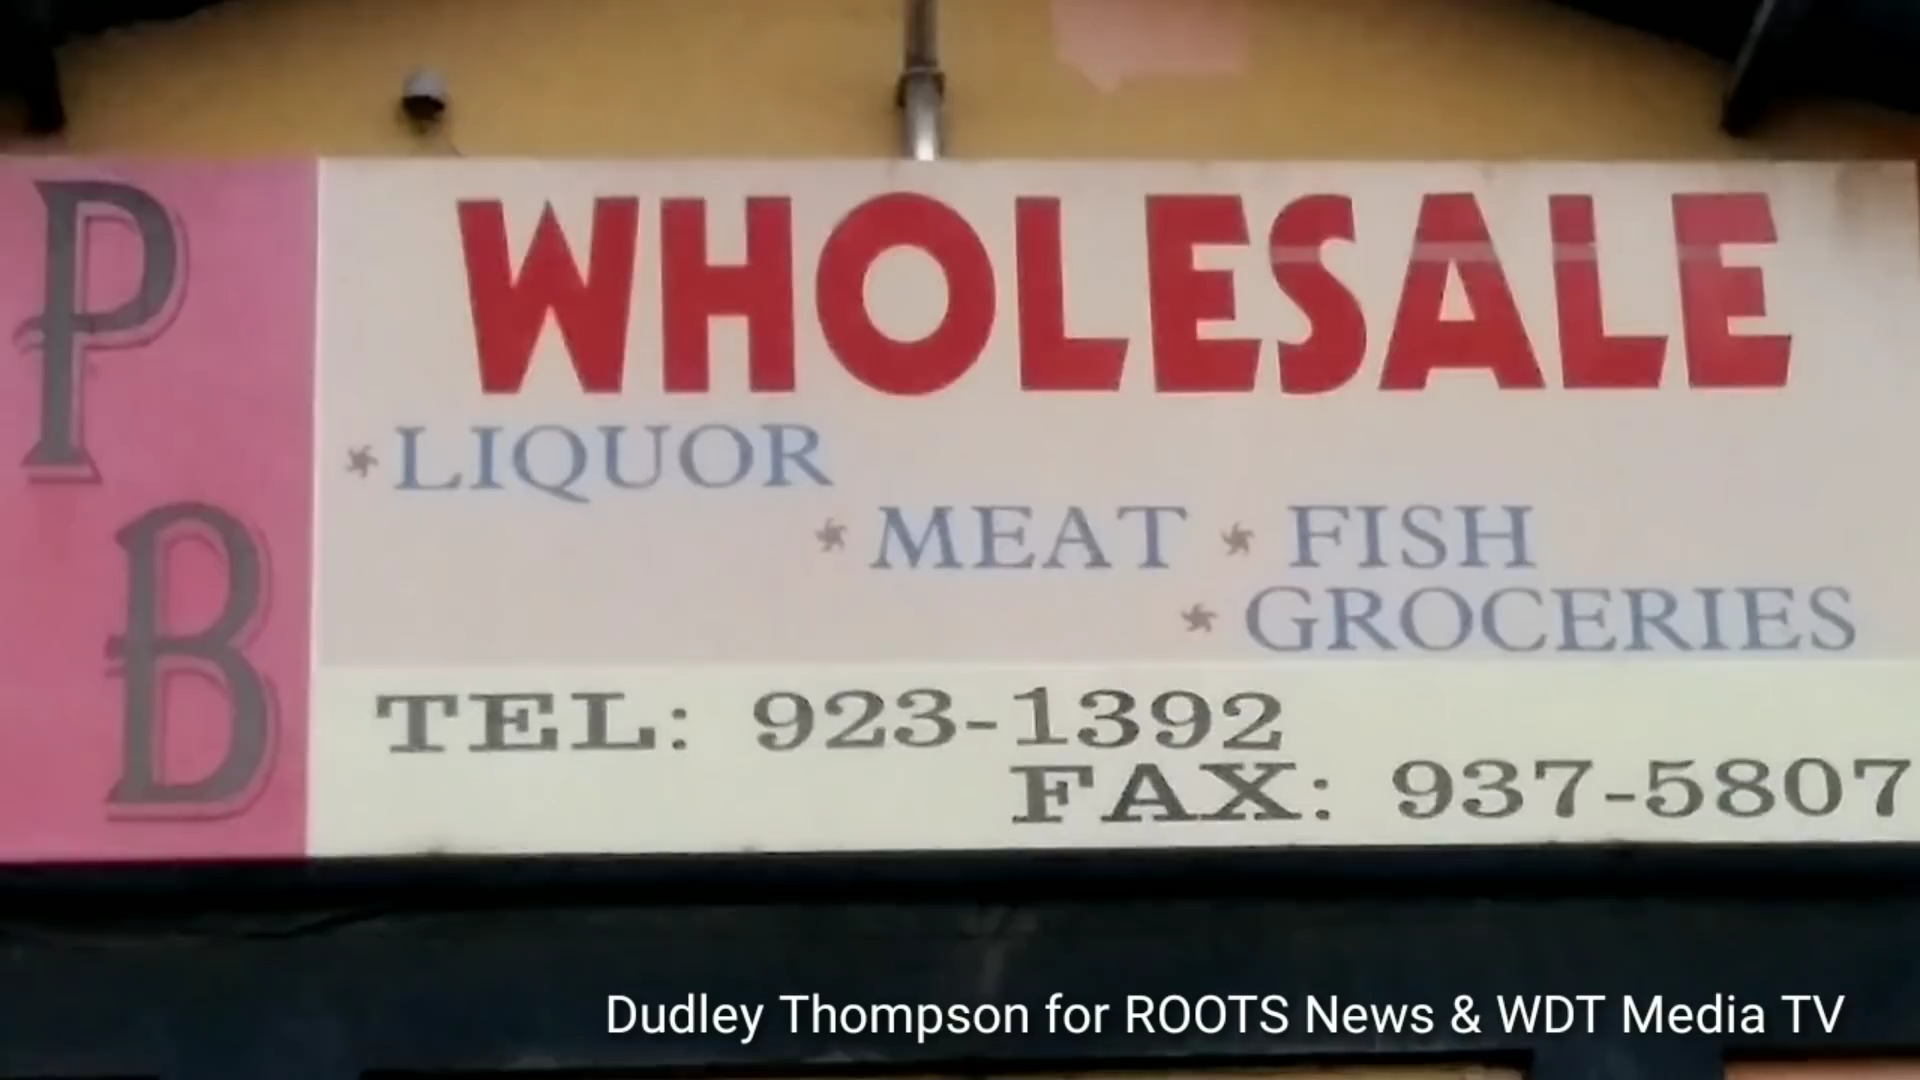 P
B
WHOLESALE
*LIQUOR
* MEAT * FISH
* GROCERIES
TEL: 923-1392
FAX: 937-5807
Dudley Thompson for ROOTS News & WDT Media TV